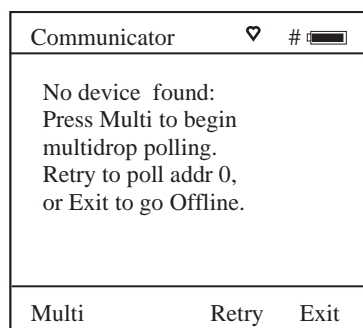 Communicator ♡ #
No device found:
Press Multi to begin
multidrop polling.
Retry to poll addr 0,
or Exit to go Offline.
Multi Retry Exit